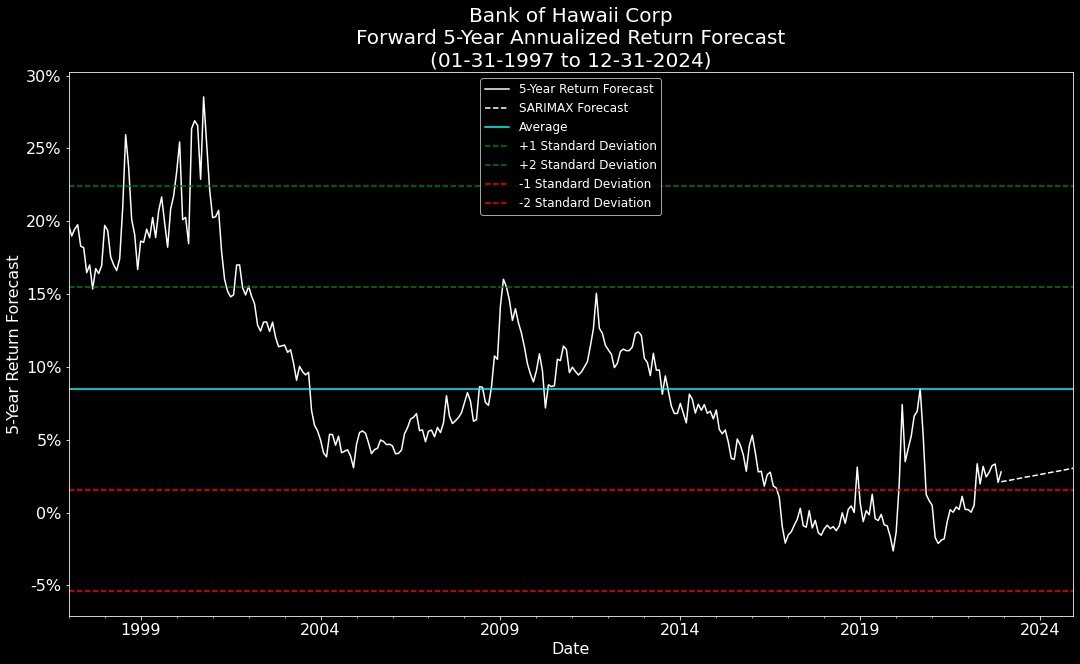 Bank of Hawaii Corp
Forward 5-Year Annualized Return Forecast
(01-31-1997 to 12-31-2024)
5-Year Return Forecast
SARIMAX Forecast
Average
+1 Standard Deviation
+2 Standard Deviation
-1 Standard Deviation
-2 Standard Deviation
5-Year Return Forecast
30%
25%
20%
15%
10%
5%
0%
-5%
1999 2004 2009 2014 2019 2024
Date